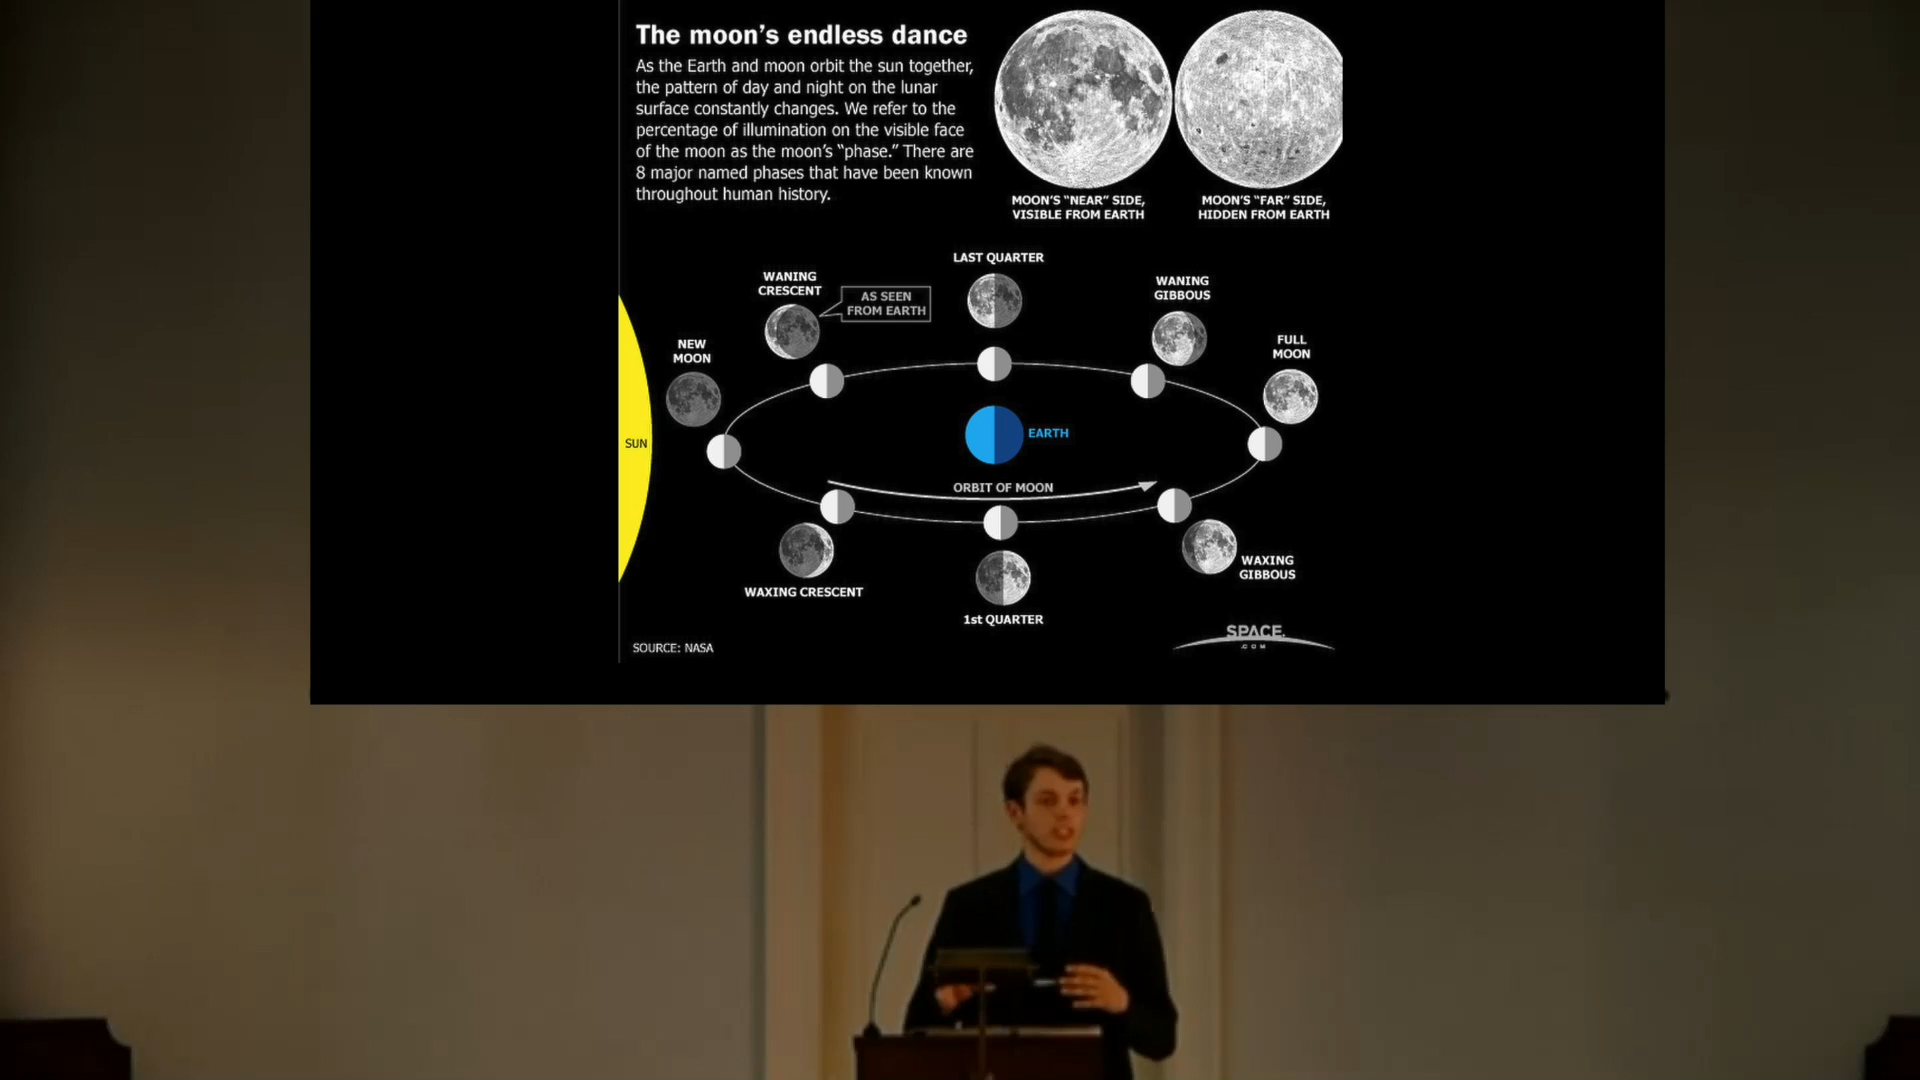 The moon's endless dance
As the Earth and moon orbit the sun together,
the pattern of day and night on the lunar
surface constantly changes. We refer to the
percentage of illumination on the visible face
of the moon as the moon's “phase.” There are
8 major named phases that have been known
throughout human history.
MOON'S “NEAR” SIDE,
VISIBLE FROM EARTH
MOON'S “FAR” SIDE,
HIDDEN FROM EARTH
LAST QUARTER
WANING
CRESCENT
AS SEEN
FROM EARTH
WANING
GIBBOUS
NEW
MOON
FULL
MOON
SUN
EARTH
ORBIT OF MOON
WAXING CRESCENT
1st QUARTER
WAXING
GIBBOUS
SOURCE: NASA
SPACE
.COM